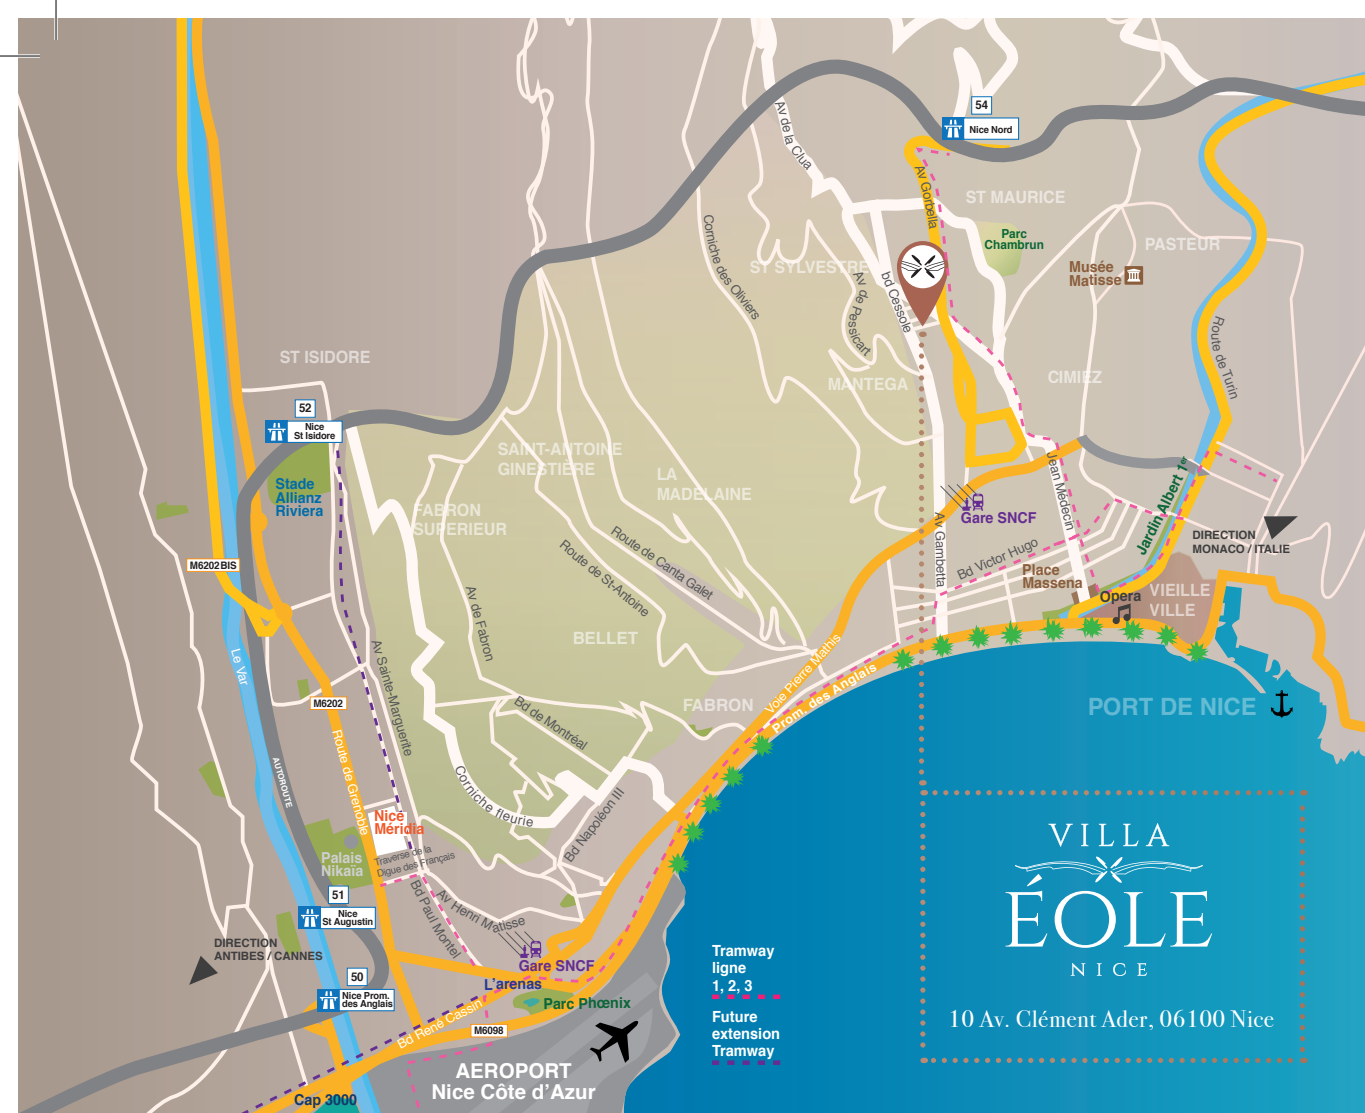 54
Nice Nord
Av de la Clua
Av Gorbella
ST MAURICE
Parc
Chambrun
PASTEUR
Musée
Matisse
Corniche des Oliviers
ST SYLVESTRE
Av de Pessicart
bd Cessole
Route de Turin
ST ISIDORE
MANTEGA
CIMIEZ
52
Nice
St Isidore
SAINT-ANTOINE
GINESTIÈRE
LA
MADELAINE
Stade
Allianz
Riviera
FABRON
SUPERIEUR
Jean Médecin
Jardin Albert 1er
Gare SNCF
DIRECTION
MONACO / ITALIE
Route de Canta Galet
Route de St-Antoine
Av Gambetta
Bd Victor Hugo
Place
Massena
Opera
VIEILLE
VILLE
M6202BIS
Av de Fabron
BELLET
Le Var
Av Sainte-Marguerite
Voie Pierre Mathis
Prom. des Anglais
M6202
FABRON
PORT DE NICE
Bd de Montréal
Route de Grenoble
AUTOROUTE
Corniche fleurie
Bd Napoléon III
Nice
Méridia
Palais
Nikaïa
Traverse de la
Digue des Français
51
Nice
St Augustin
Bd Paul Montel
Av Henri Matisse
DIRECTION
ANTIBES / CANNES
50
Nice Prom.
des Anglais
Gare SNCF
L'arenas
Parc Phœnix
Bd René Cassin
M6098
AEROPORT
Nice Côte d'Azur
Cap 3000
Tramway
ligne
1, 2, 3
Future
extension
Tramway
VILLA
ÉOLE
NICE
10 Av. Clément Ader, 06100 Nice